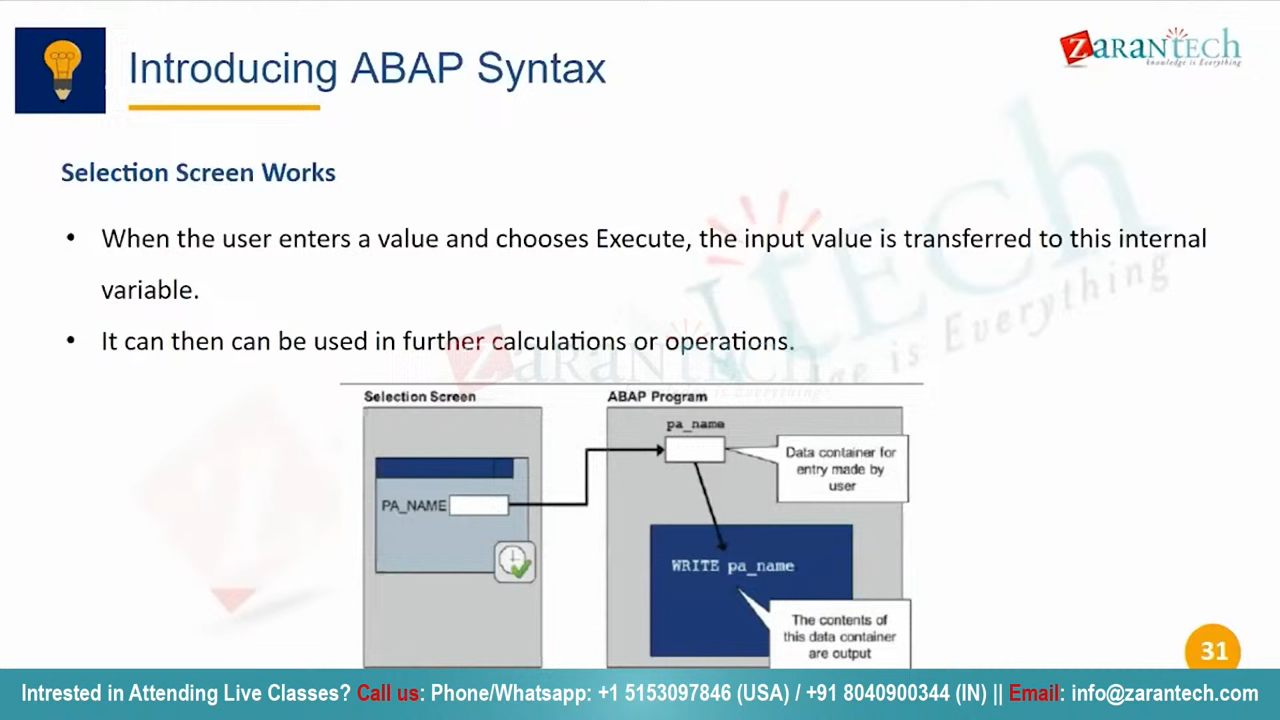 Introducing ABAP Syntax
ZaranTech
knowledge is Everything
Selection Screen Works
• When the user enters a value and chooses Execute, the input value is transferred to this internal
variable.
• It can then can be used in further calculations or operations.
Selection Screen
ABAP Program
pa_name
Data container for
entry made by
user
PA_NAME
WRITE pa_name
The contents of
this data container
are output
31
Intrested in Attending Live Classes? Call us: Phone/Whatsapp: +1 5153097846 (USA) / +91 8040900344 (IN) || Email: info@zarantech.com